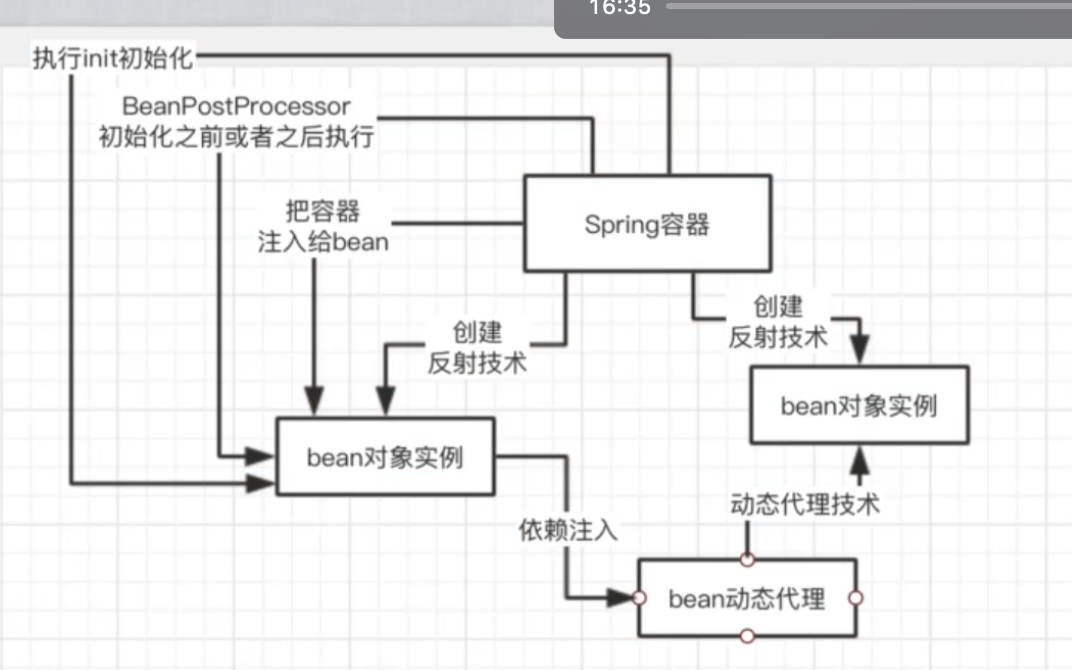 16:35
执行init初始化
BeanPostProcessor
初始化之前或者之后执行
把容器
注入给bean
Spring容器
创建
反射技术
创建
反射技术
bean对象实例
bean对象实例
动态代理技术
依赖注入
bean动态代理